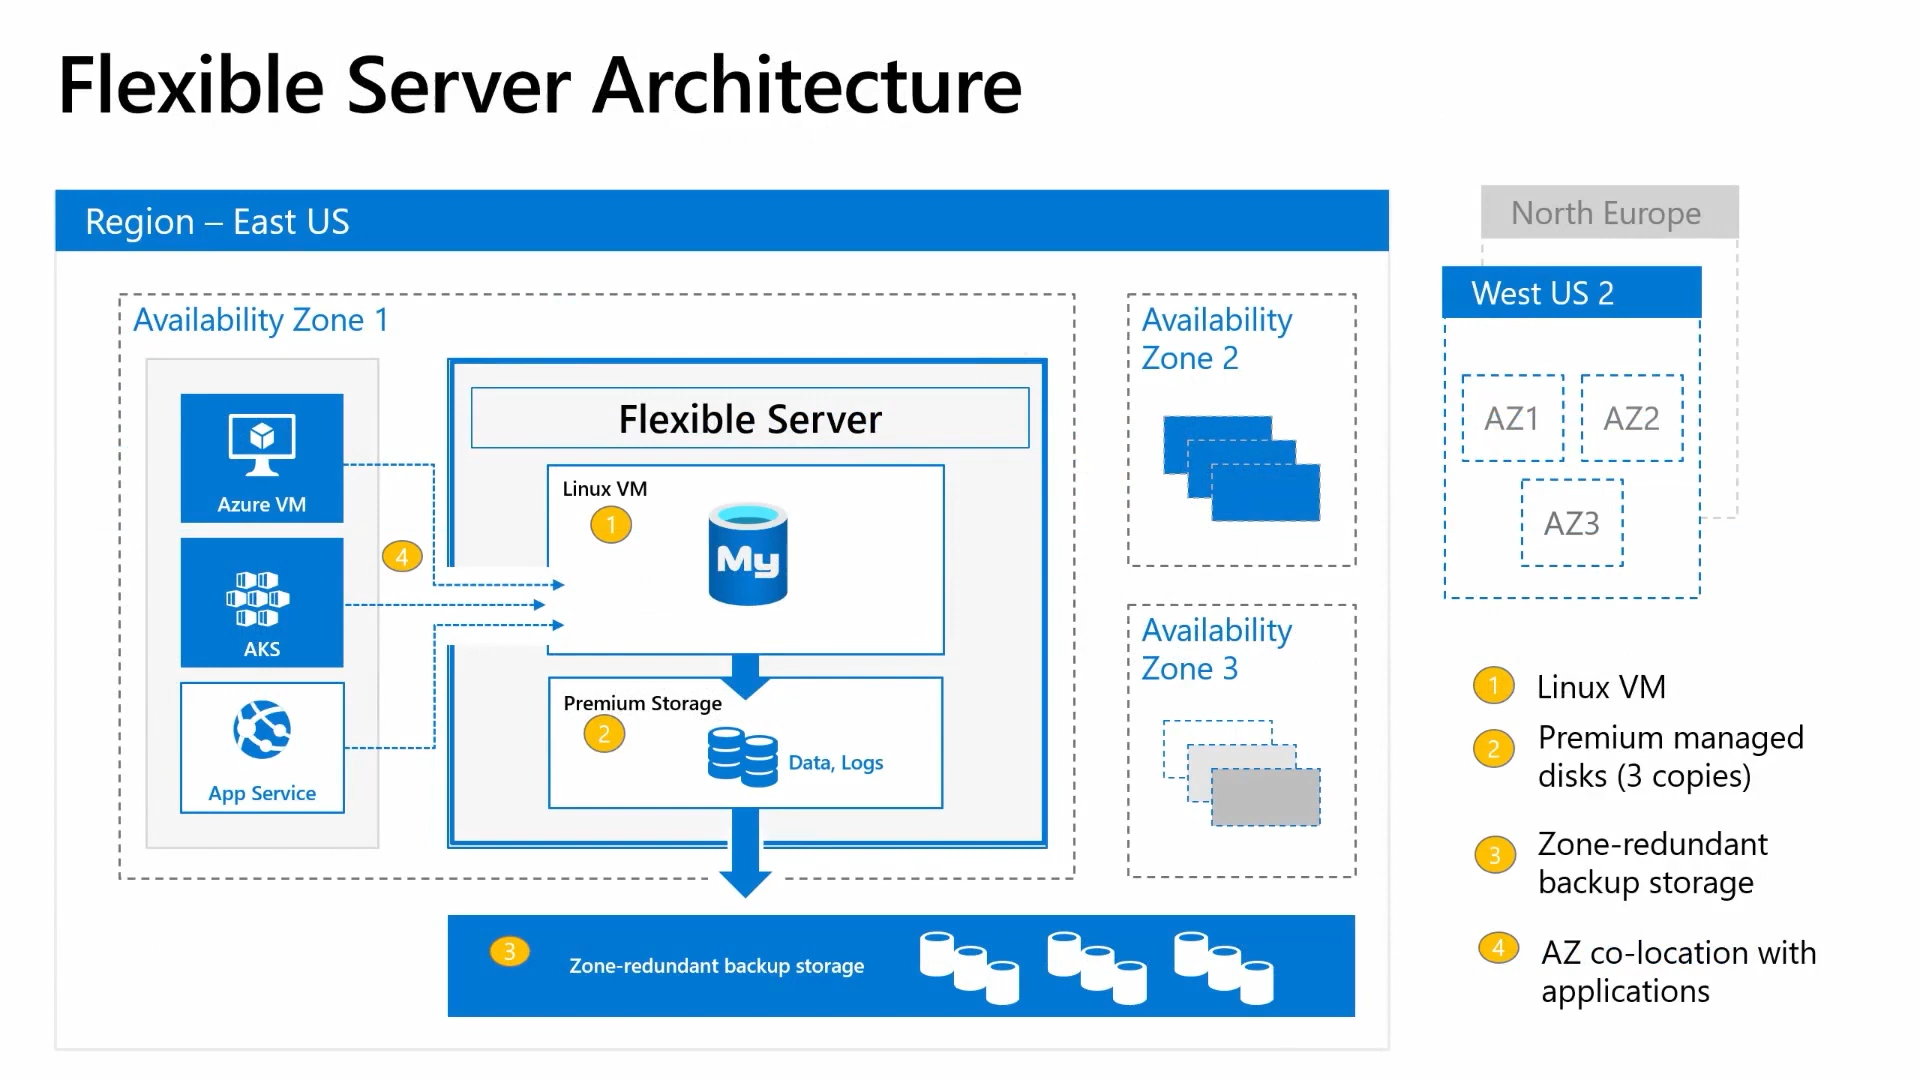 Flexible Server Architecture
Region – East US
Availability Zone 1
Azure VM
AKS
App Service
4
Flexible Server
Linux VM
1
My
Premium Storage
2
Data, Logs
3
Zone-redundant backup storage
Availability
Zone 2
Availability
Zone 3
North Europe
West US 2
AZ1
AZ2
AZ3
1 Linux VM
2 Premium managed
disks (3 copies)
3 Zone-redundant
backup storage
4 AZ co-location with
applications